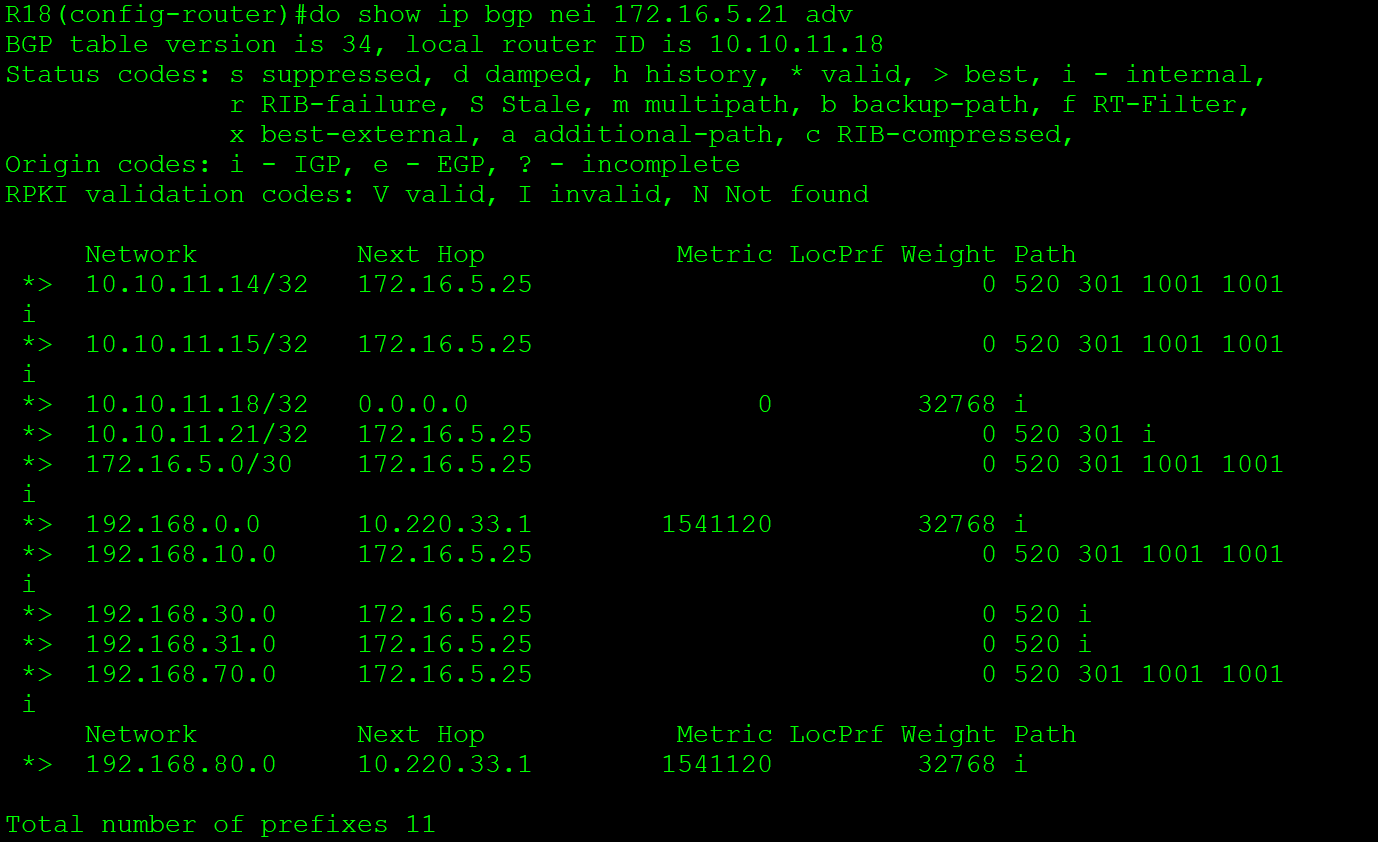 R18(config-router)#do show ip bgp nei 172.16.5.21 adv
BGP table version is 34, local router ID is 10.10.11.18
Status codes: s suppressed, d damped, h history, * valid, > best, i - internal,
              r RIB-failure, S Stale, m multipath, b backup-path, f RT-Filter,
              x best-external, a additional-path, c RIB-compressed,
Origin codes: i - IGP, e - EGP, ? - incomplete
RPKI validation codes: V valid, I invalid, N Not found

     Network          Next Hop            Metric LocPrf Weight Path
 *>  10.10.11.14/32   172.16.5.25                            0 520 301 1001 1001
 i
 *>  10.10.11.15/32   172.16.5.25                            0 520 301 1001 1001
 i
 *>  10.10.11.18/32   0.0.0.0                  0         32768 i
 *>  10.10.11.21/32   172.16.5.25                            0 520 301 i
 *>  172.16.5.0/30    172.16.5.25                            0 520 301 1001 1001
 i
 *>  192.168.0.0      10.220.33.1        1541120         32768 i
 *>  192.168.10.0     172.16.5.25                            0 520 301 1001 1001
 i
 *>  192.168.30.0     172.16.5.25                            0 520 i
 *>  192.168.31.0     172.16.5.25                            0 520 i
 *>  192.168.70.0     172.16.5.25                            0 520 301 1001 1001
 i
     Network          Next Hop            Metric LocPrf Weight Path
 *>  192.168.80.0     10.220.33.1        1541120         32768 i

Total number of prefixes 11